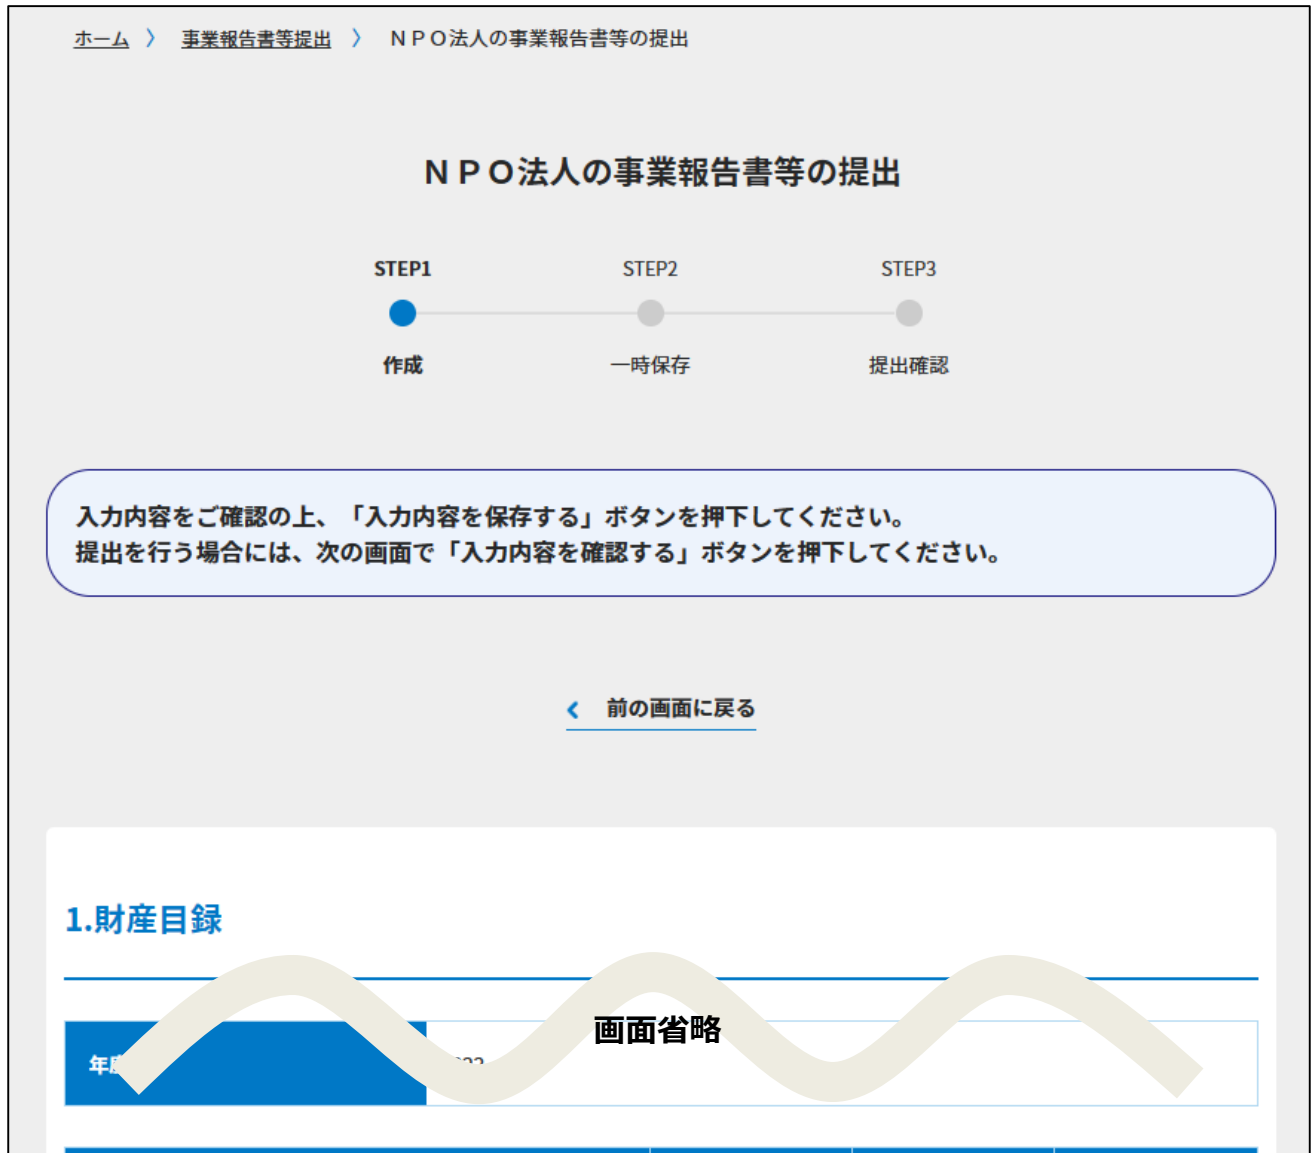 ホーム 〉 事業報告書等提出 〉 ＮＰＯ法人の事業報告書等の提出
ＮＰＯ法人の事業報告書等の提出
STEP1 STEP2 STEP3
作成 一時保存 提出確認
入力内容をご確認の上、「入力内容を保存する」ボタンを押下してください。
提出を行う場合には、次の画面で「入力内容を確認する」ボタンを押下してください。
前の画面に戻る
1.財産目録
画面省略